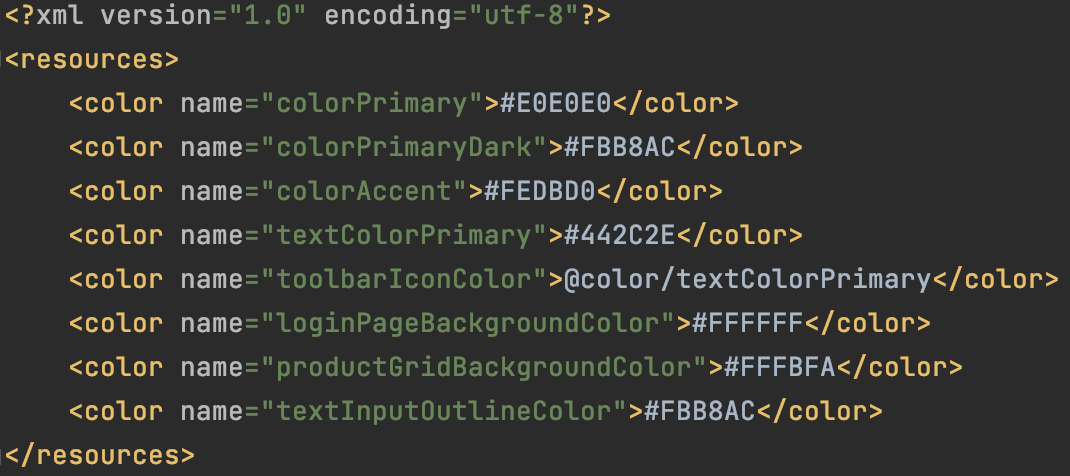 <?xml version="1.0" encoding="utf-8"?>
<resources>
    <color name="colorPrimary">#E0E0E0</color>
    <color name="colorPrimaryDark">#FBB8AC</color>
    <color name="colorAccent">#FEDBD0</color>
    <color name="textColorPrimary">#442C2E</color>
    <color name="toolbarIconColor">@color/textColorPrimary</color>
    <color name="loginPageBackgroundColor">#FFFFFF</color>
    <color name="productGridBackgroundColor">#FFFBFA</color>
    <color name="textInputOutlineColor">#FBB8AC</color>
</resources>